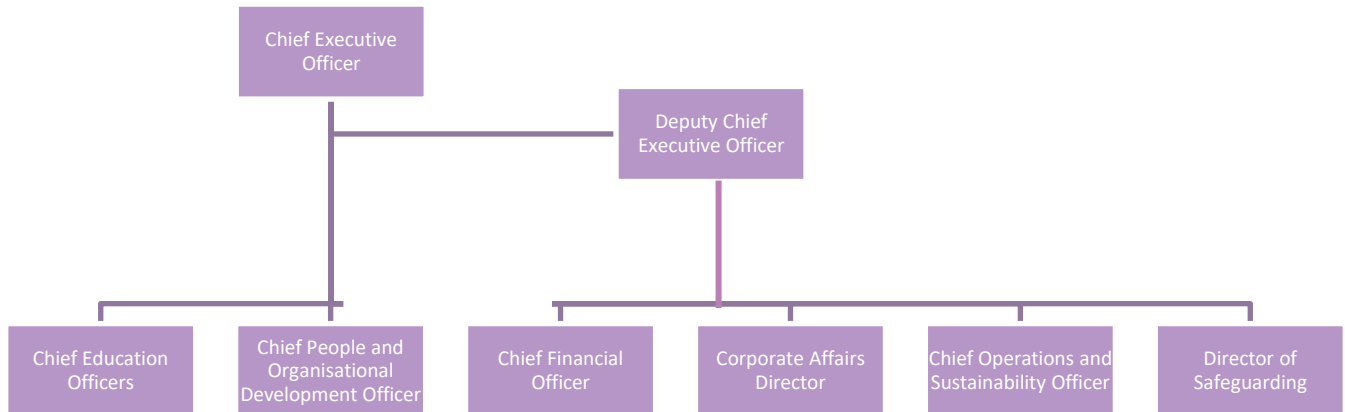 Chief Executive
Officer
Deputy Chief
Executive Officer
Chief Education
Officers
Chief People and
Organisational
Development Officer
Chief Financial
Officer
Corporate Affairs
Director
Chief Operations and
Sustainability Officer
Director of
Safeguarding